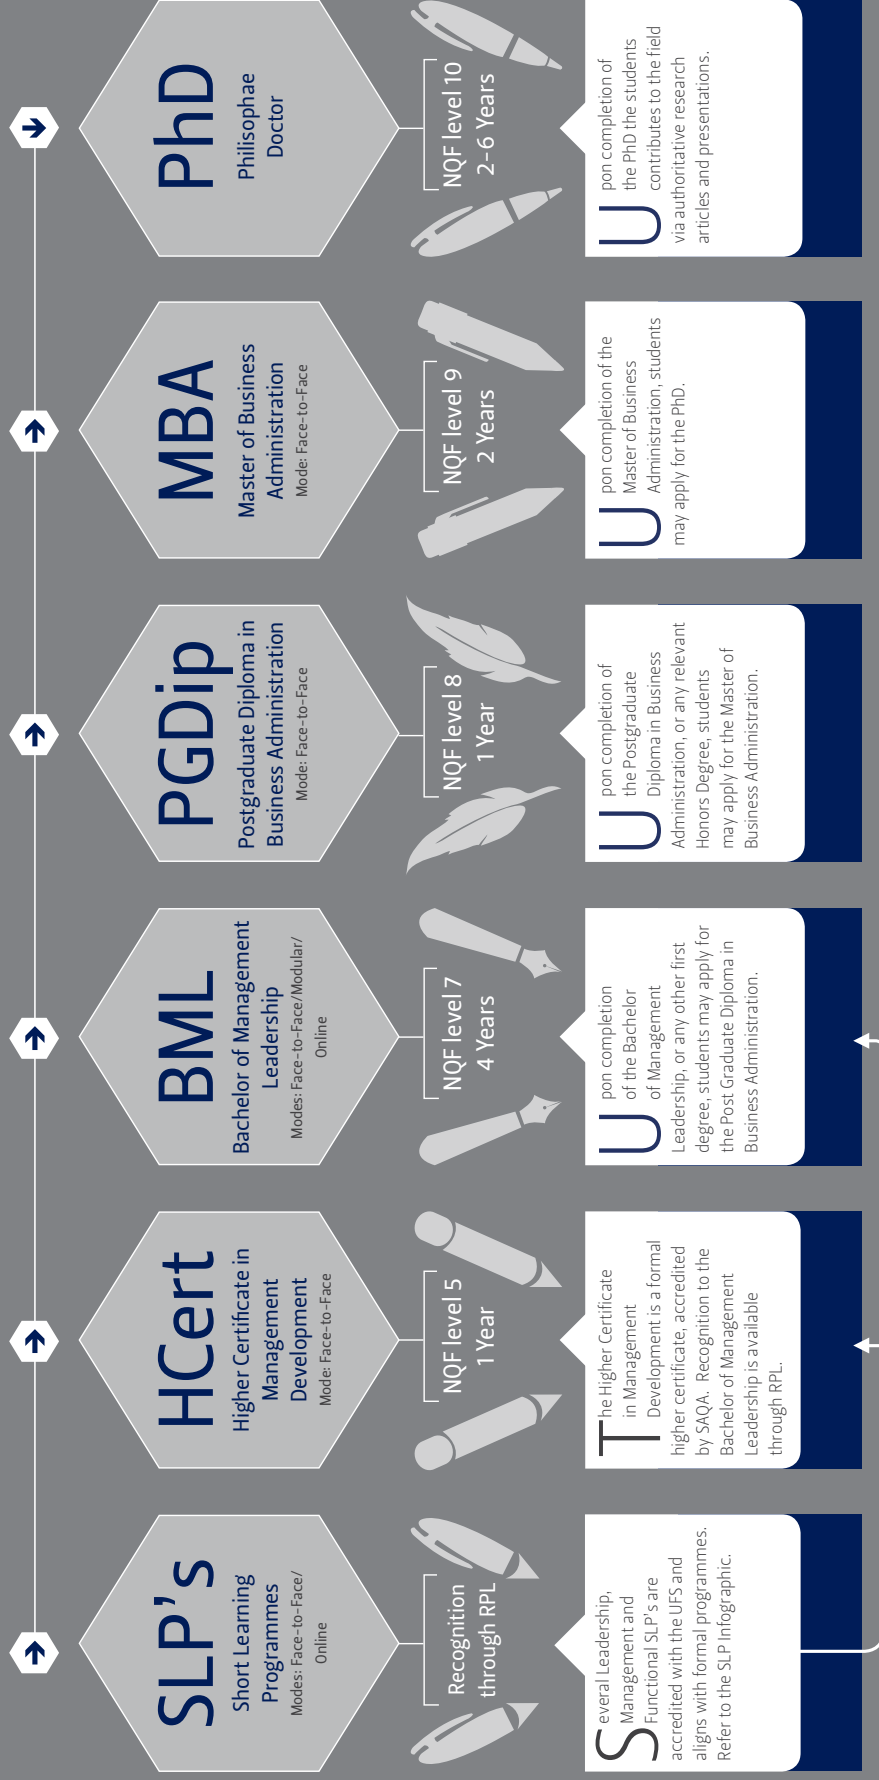 SLP's
Short Learning
Programmes
Modes: Face-to-Face/
Online
Recognition
through RPL
Several Leadership,
Management and
Functional SLP's are
accredited with the UFS and
aligns with formal programmes.
Refer to the SLP Infographic.
HCert
Higher Certificate in
Management
Development
Mode: Face-to-Face
NQF level 5
1 Year
The Higher Certificate
in Management
Development is a formal
higher certificate, accredited
by SAQA. Recognition to the
Bachelor of Management
Leadership is available
through RPL.
BML
Bachelor of Management
Leadership
Modes: Face-to-Face/Modular/
Online
NQF level 7
4 Years
Upon completion
of the Bachelor
of Management
Leadership, or any other first
degree, students may apply for
the Post Graduate Diploma in
Business Administration.
PGDip
Postgraduate Diploma in
Business Administration
Mode: Face-to-Face
NQF level 8
1 Year
Upon completion of
the Postgraduate
Diploma in Business
Administration, or any relevant
Honors Degree, students
may apply for the Master of
Business Administration.
MBA
Master of Business
Administration
Mode: Face-to-Face
NQF level 9
2 Years
Upon completion of the
Master of Business
Administration, students
may apply for the PhD.
PhD
Philisophae
Doctor
NQF level 10
2-6 Years
Upon completion of
the PhD the students
contributes to the field
via authoritative research
articles and presentations.